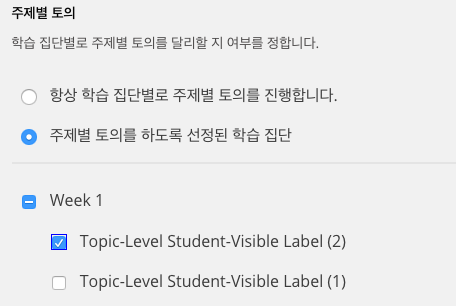 주제별 토의
학습 집단별로 주제별 토의를 달리할 지 여부를 정합니다.
항상 학습 집단별로 주제별 토의를 진행합니다.
주제별 토의를 하도록 선정된 학습 집단
Week 1
Topic-Level Student-Visible Label (2)
Topic-Level Student-Visible Label (1)